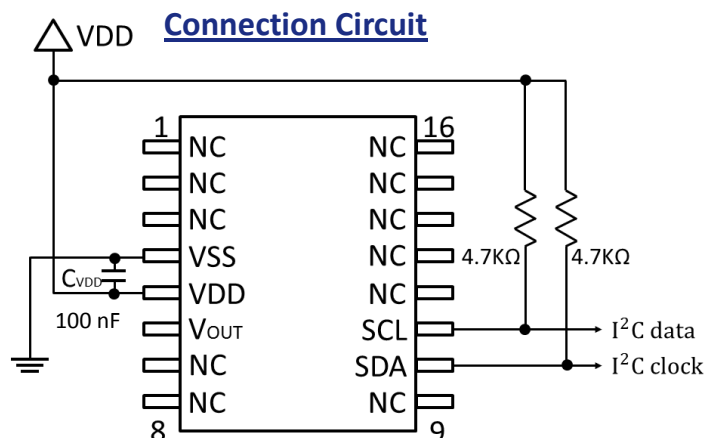 VDD
Connection Circuit
1 16
NC NC
NC NC
NC NC
VSS NC 4.7KΩ 4.7KΩ
CVDD VDD NC
100 nF VOUT SCL I²C data
NC SDA I²C clock
NC NC
8 9